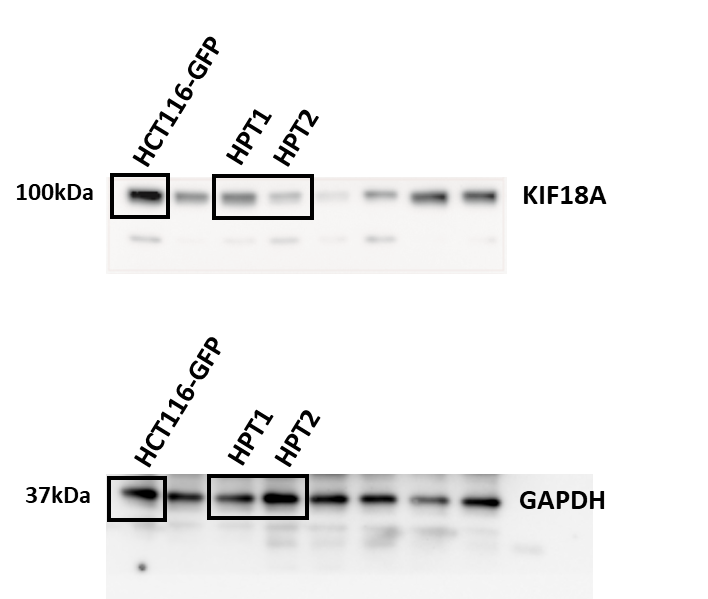 HCT116-GFP
HPT1
HPT2
100kDa
KIF18A
HCT116-GFP
HPT1
HPT2
37kDa
GAPDH